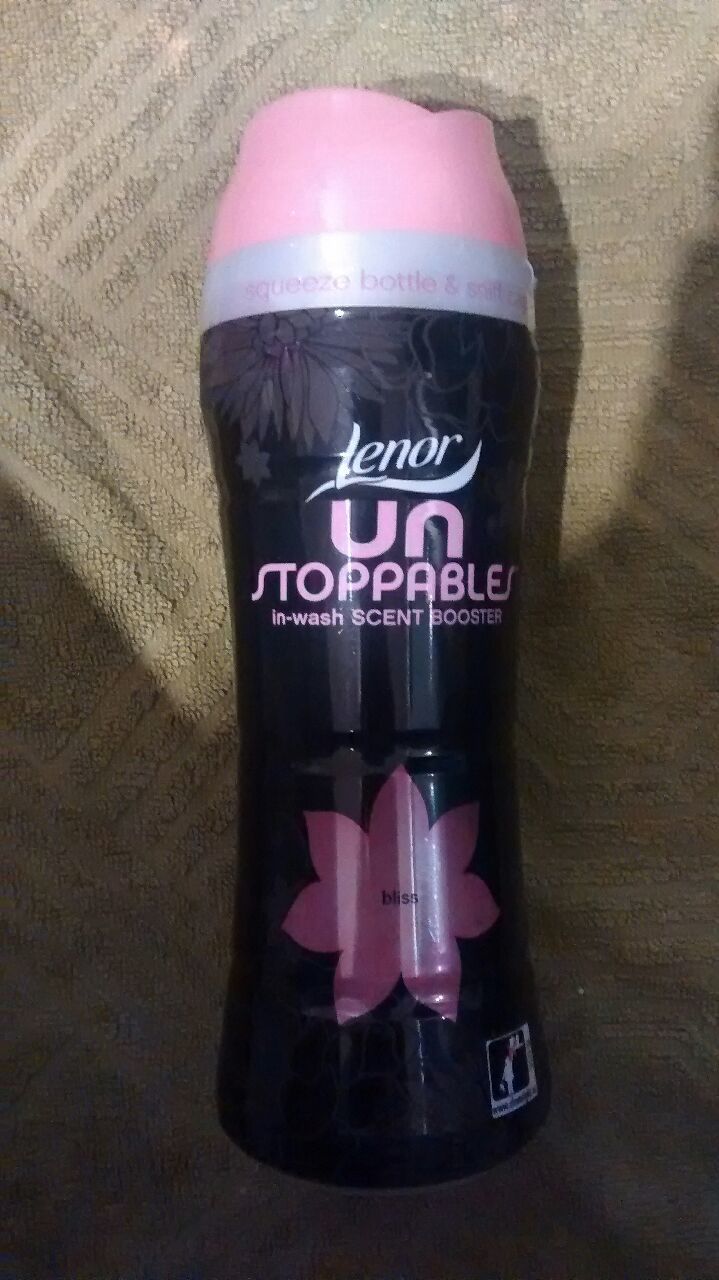 squeeze bottle & sniff
Lenor
UN
STOPPABLES
in-wash SCENT BOOSTER
bliss